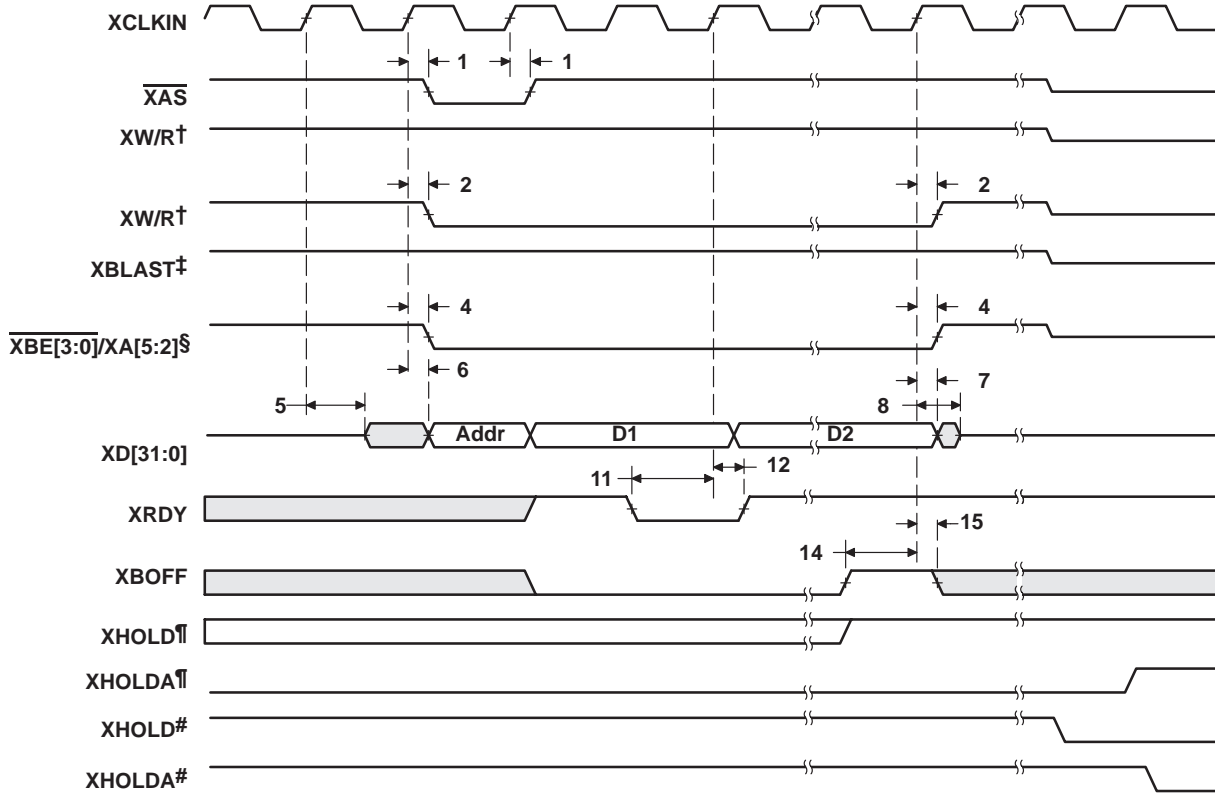 XCLKIN
1 1
XAS
XW/R†
2 2
XW/R†
XBLAST‡
4 4
XBE[3:0]/XA[5:2]§
6 7
5 8
Addr D1 D2
XD[31:0]
11 12
XRDY
15
14
XBOFF
XHOLD¶
XHOLDA¶
XHOLD#
XHOLDA#